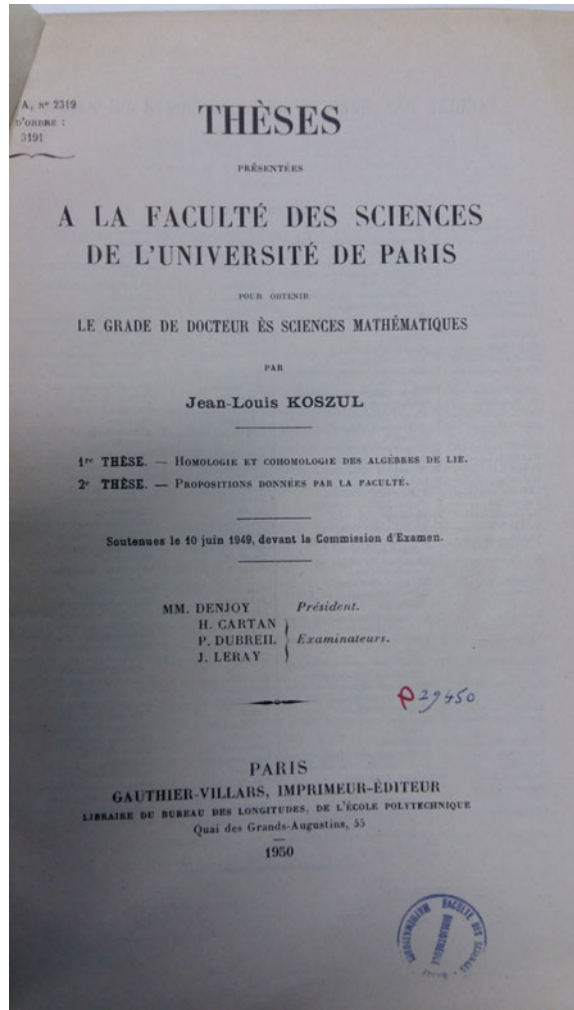 A, Nº 2319
D'ORDRE :
3191
THÈSES
PRÉSENTÉES
A LA FACULTÉ DES SCIENCES
DE L'UNIVERSITÉ DE PARIS
POUR OBTENIR
LE GRADE DE DOCTEUR ÈS SCIENCES MATHÉMATIQUES
PAR
Jean-Louis KOSZUL
1re THÈSE. — HOMOLOGIE ET COHOMOLOGIE DES ALGÈBRES DE LIE.
2e THÈSE. — PROPOSITIONS DONNÉES PAR LA FACULTÉ.
Soutenues le 10 juin 1949, devant la Commission d'Examen.
MM. DENJOY Président.
H. CARTAN
P. DUBREIL Examinateurs.
J. LERAY
P 29450
PARIS
GAUTHIER-VILLARS, IMPRIMEUR-ÉDITEUR
LIBRAIRE DU BUREAU DES LONGITUDES, DE L'ÉCOLE POLYTECHNIQUE
Quai des Grands-Augustins, 55
1950
FACULTÉ DES SCIENCES
MATHÉMATIQUES
BIBLIOTHÈQUE